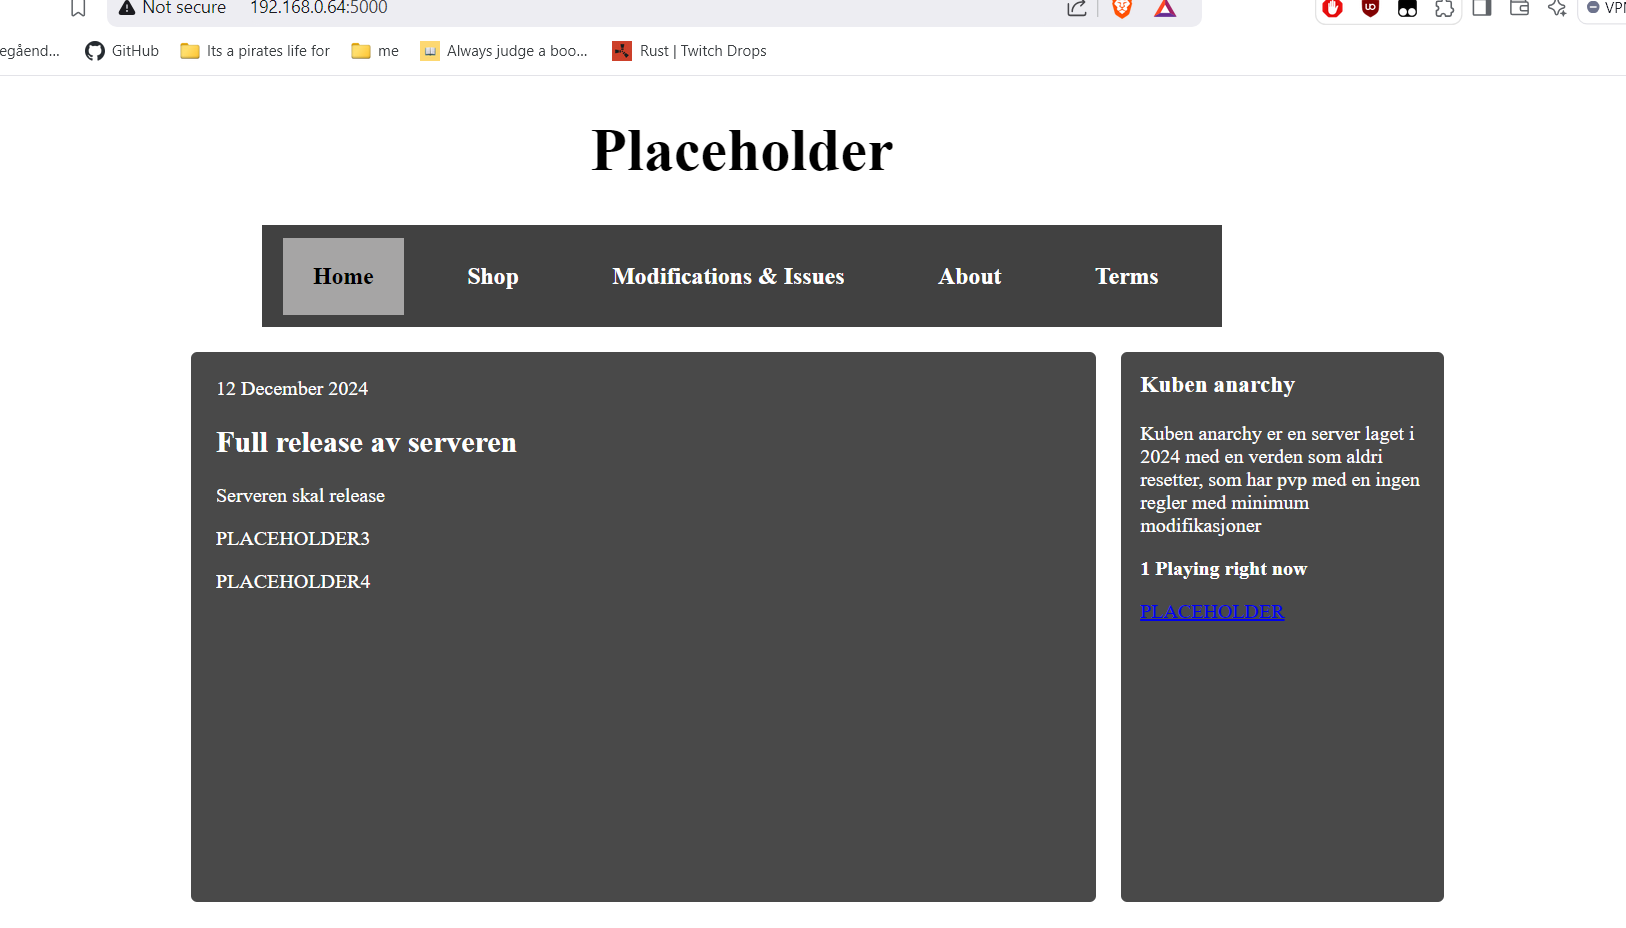 Not secure 192.168.0.64:5000
egåend... GitHub Its a pirates life for me Always judge a boo... Rust | Twitch Drops
Placeholder
Home Shop Modifications & Issues About Terms
12 December 2024
Full release av serveren
Serveren skal release
PLACEHOLDER3
PLACEHOLDER4
Kuben anarchy
Kuben anarchy er en server laget i
2024 med en verden som aldri
resetter, som har pvp med en ingen
regler med minimum
modifikasjoner
1 Playing right now
PLACEHOLDER